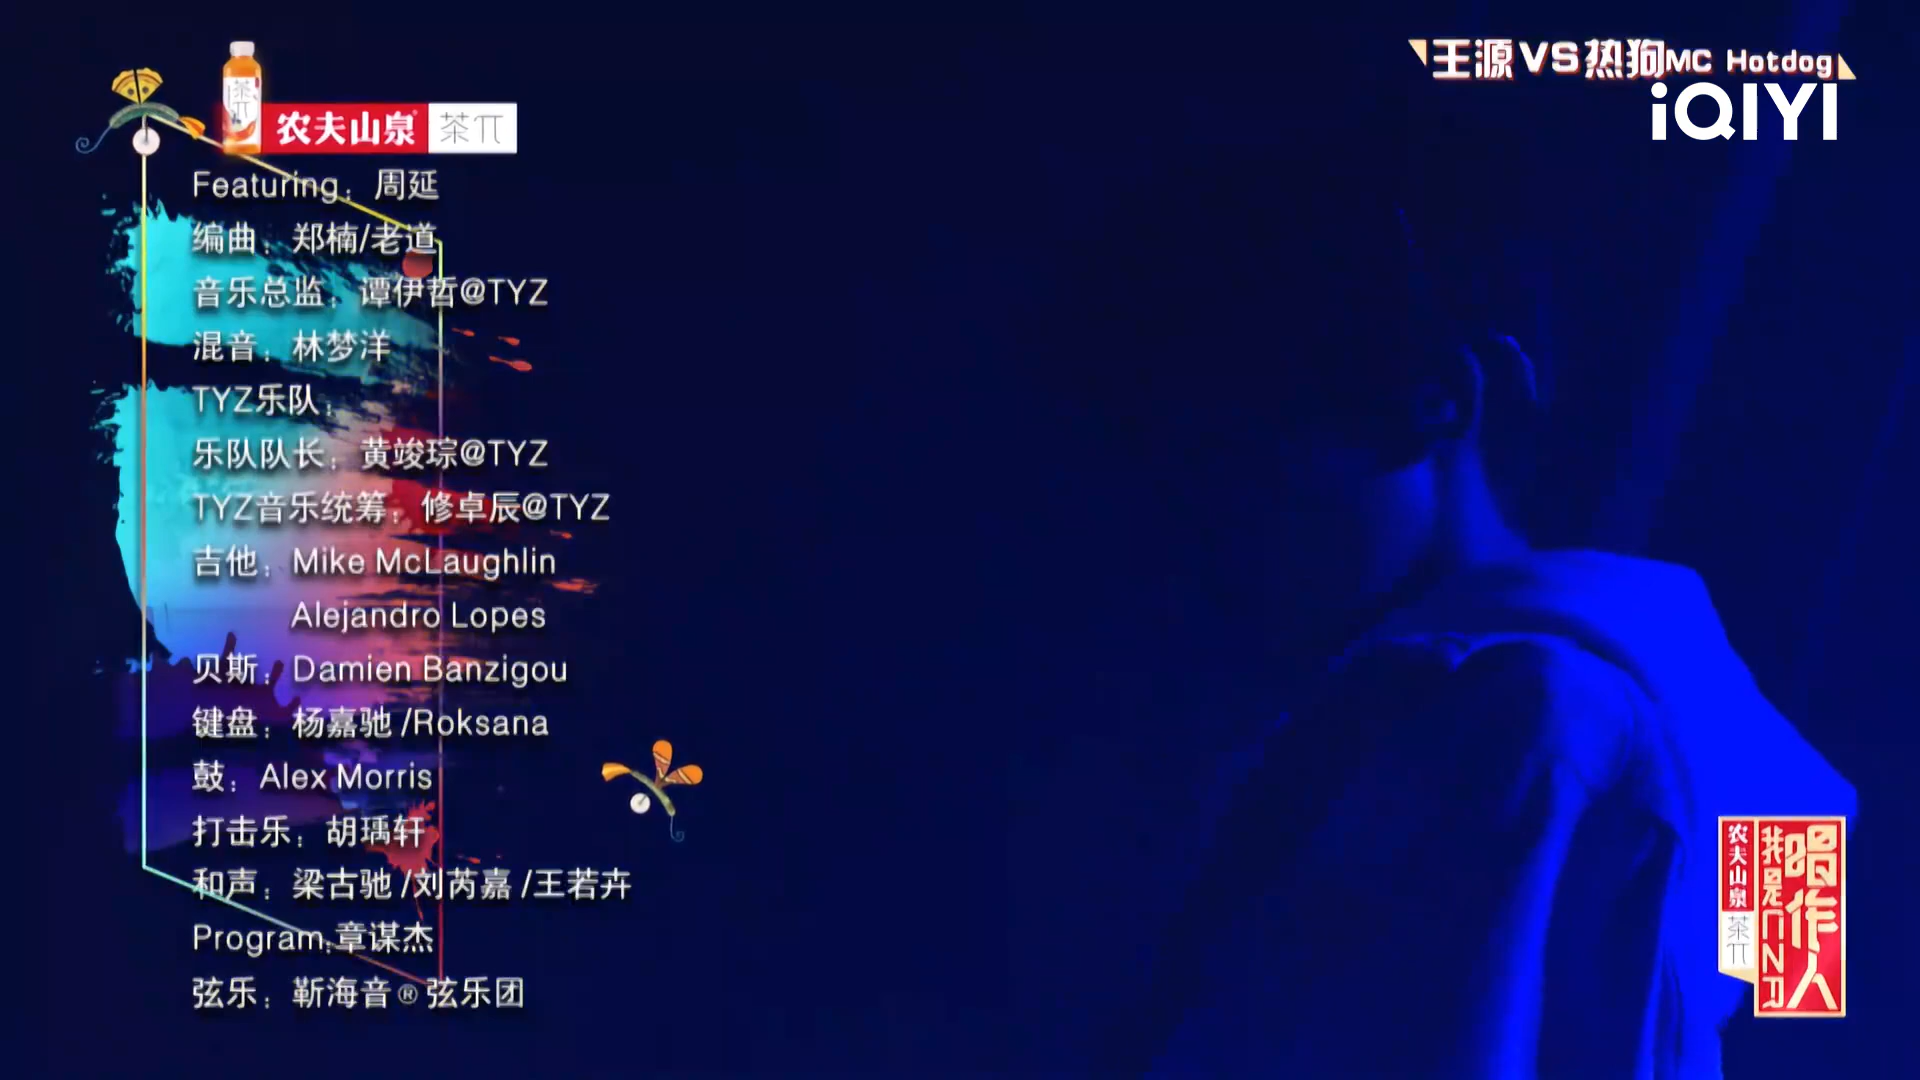 王源VS热狗MC Hotdog
iQIYI
茶π
农夫山泉 茶π
Featuring：周延
编曲：郑楠/老道
音乐总监：谭伊哲@TYZ
混音：林梦洋
TYZ乐队：
乐队队长：黄竣琮@TYZ
TYZ音乐统筹：修卓辰@TYZ
吉他：Mike McLaughlin
Alejandro Lopes
贝斯：Damien Banzigou
键盘：杨嘉驰 /Roksana
鼓：Alex Morris
打击乐：胡瑀轩
和声：梁古驰 /刘芮嘉 /王若卉
Program:章谋杰
弦乐：靳海音®弦乐团
农夫山泉
茶π
我是
唱作人